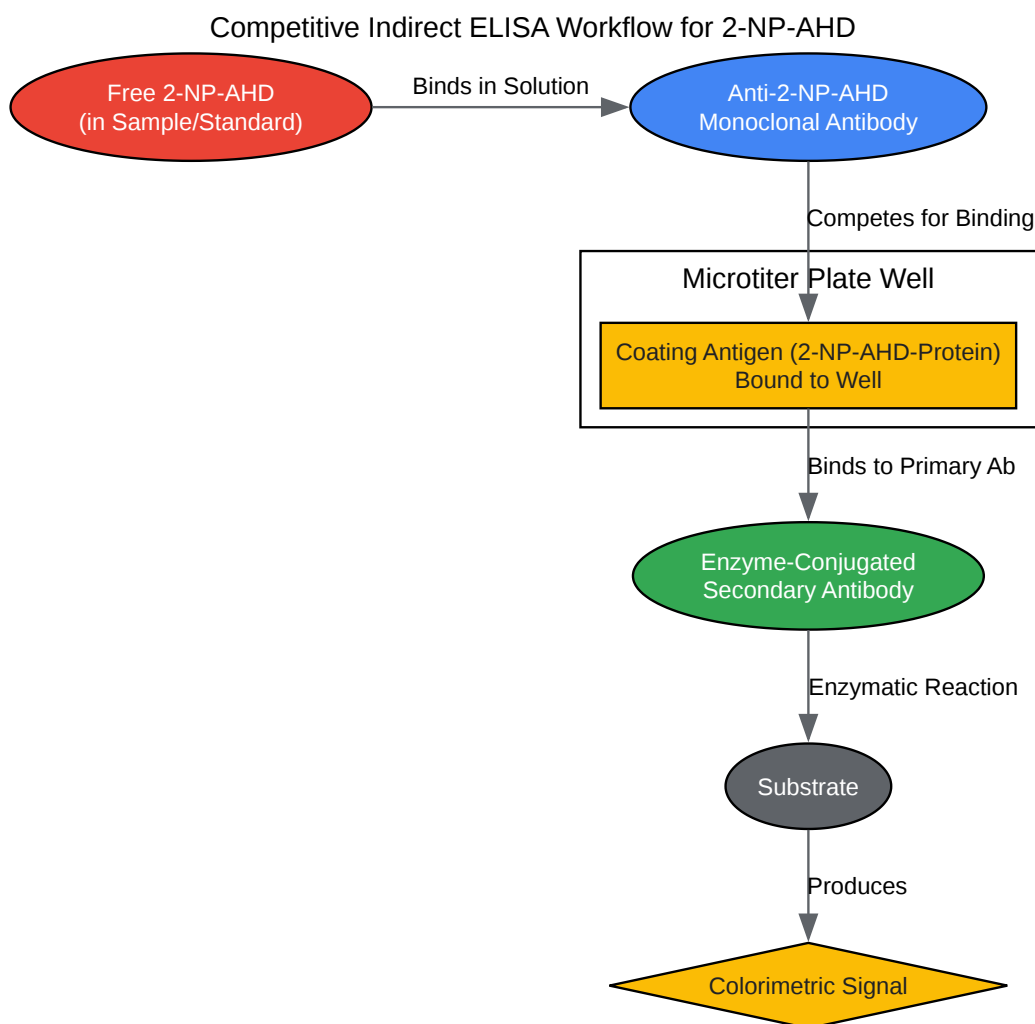 Competitive Indirect ELISA Workflow for 2-NP-AHD
Free 2-NP-AHD
(in Sample/Standard)
Binds in Solution
Anti-2-NP-AHD
Monoclonal Antibody
Competes for Binding
Microtiter Plate Well
Coating Antigen (2-NP-AHD-Protein)
Bound to Well
Binds to Primary Ab
Enzyme-Conjugated
Secondary Antibody
Enzymatic Reaction
Substrate
Produces
Colorimetric Signal